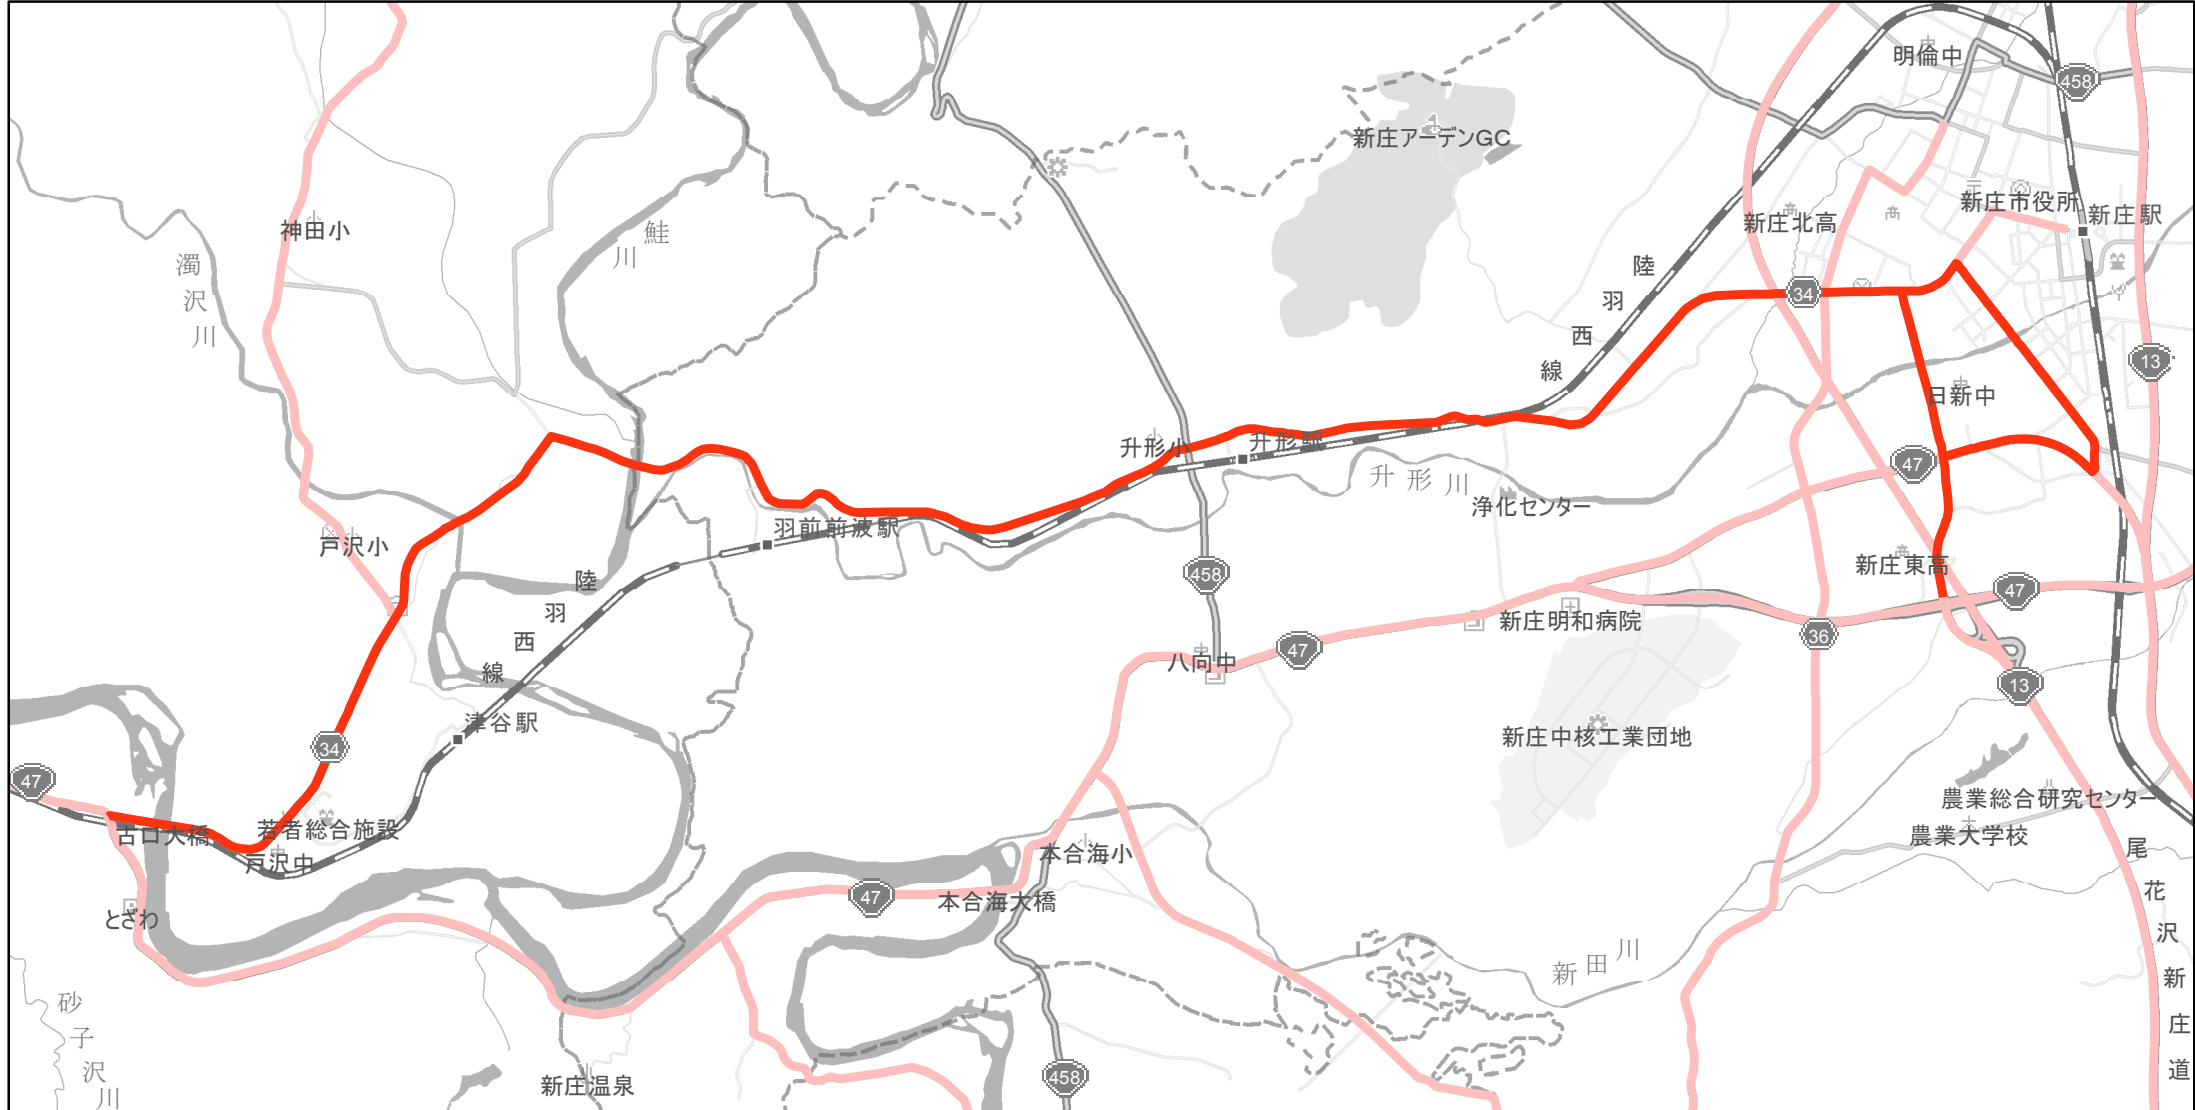 明倫中
458
新庄アーデンGC
新庄市役所
新庄駅
新庄北高
神田小
鮭川
濁沢川
陸羽西線
34
13
日新中
升形小
升形駅
47
升形川
浄化センター
羽前前波駅
戸沢小
新庄東高
458
陸羽西線
47
新庄明和病院
36
47
八向中
13
津谷駅
新庄中核工業団地
34
47
農業総合研究センター
若者総合施設
古口大橋
農業大学校
戸沢中
本合海小
尾花沢新庄道
47
本合海大橋
とざわ
新田川
砂子沢川
458
新庄温泉